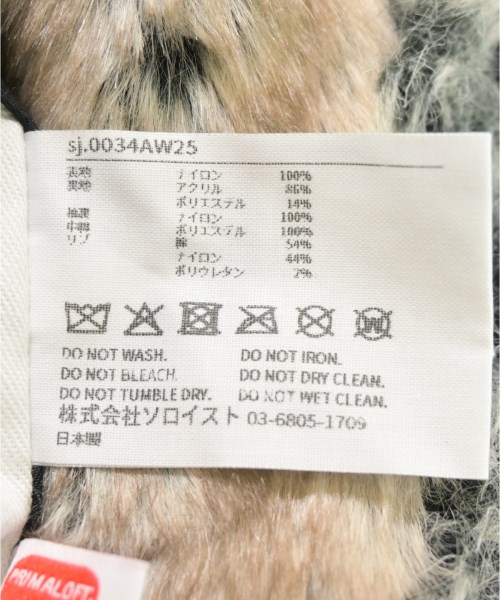 sj.0034AW25
表地 ナイロン 100%
裏地 アクリル 86%
ポリエステル 14%
袖裏 ナイロン 100%
中綿 ポリエステル 100%
リブ 綿 54%
ナイロン 44%
ポリウレタン 2%
W
DO NOT WASH. DO NOT IRON.
DO NOT BLEACH. DO NOT DRY CLEAN.
DO NOT TUMBLE DRY. DO NOT WET CLEAN.
株式会社ソロイスト 03-6805-1709
日本製
PRIMALOFT